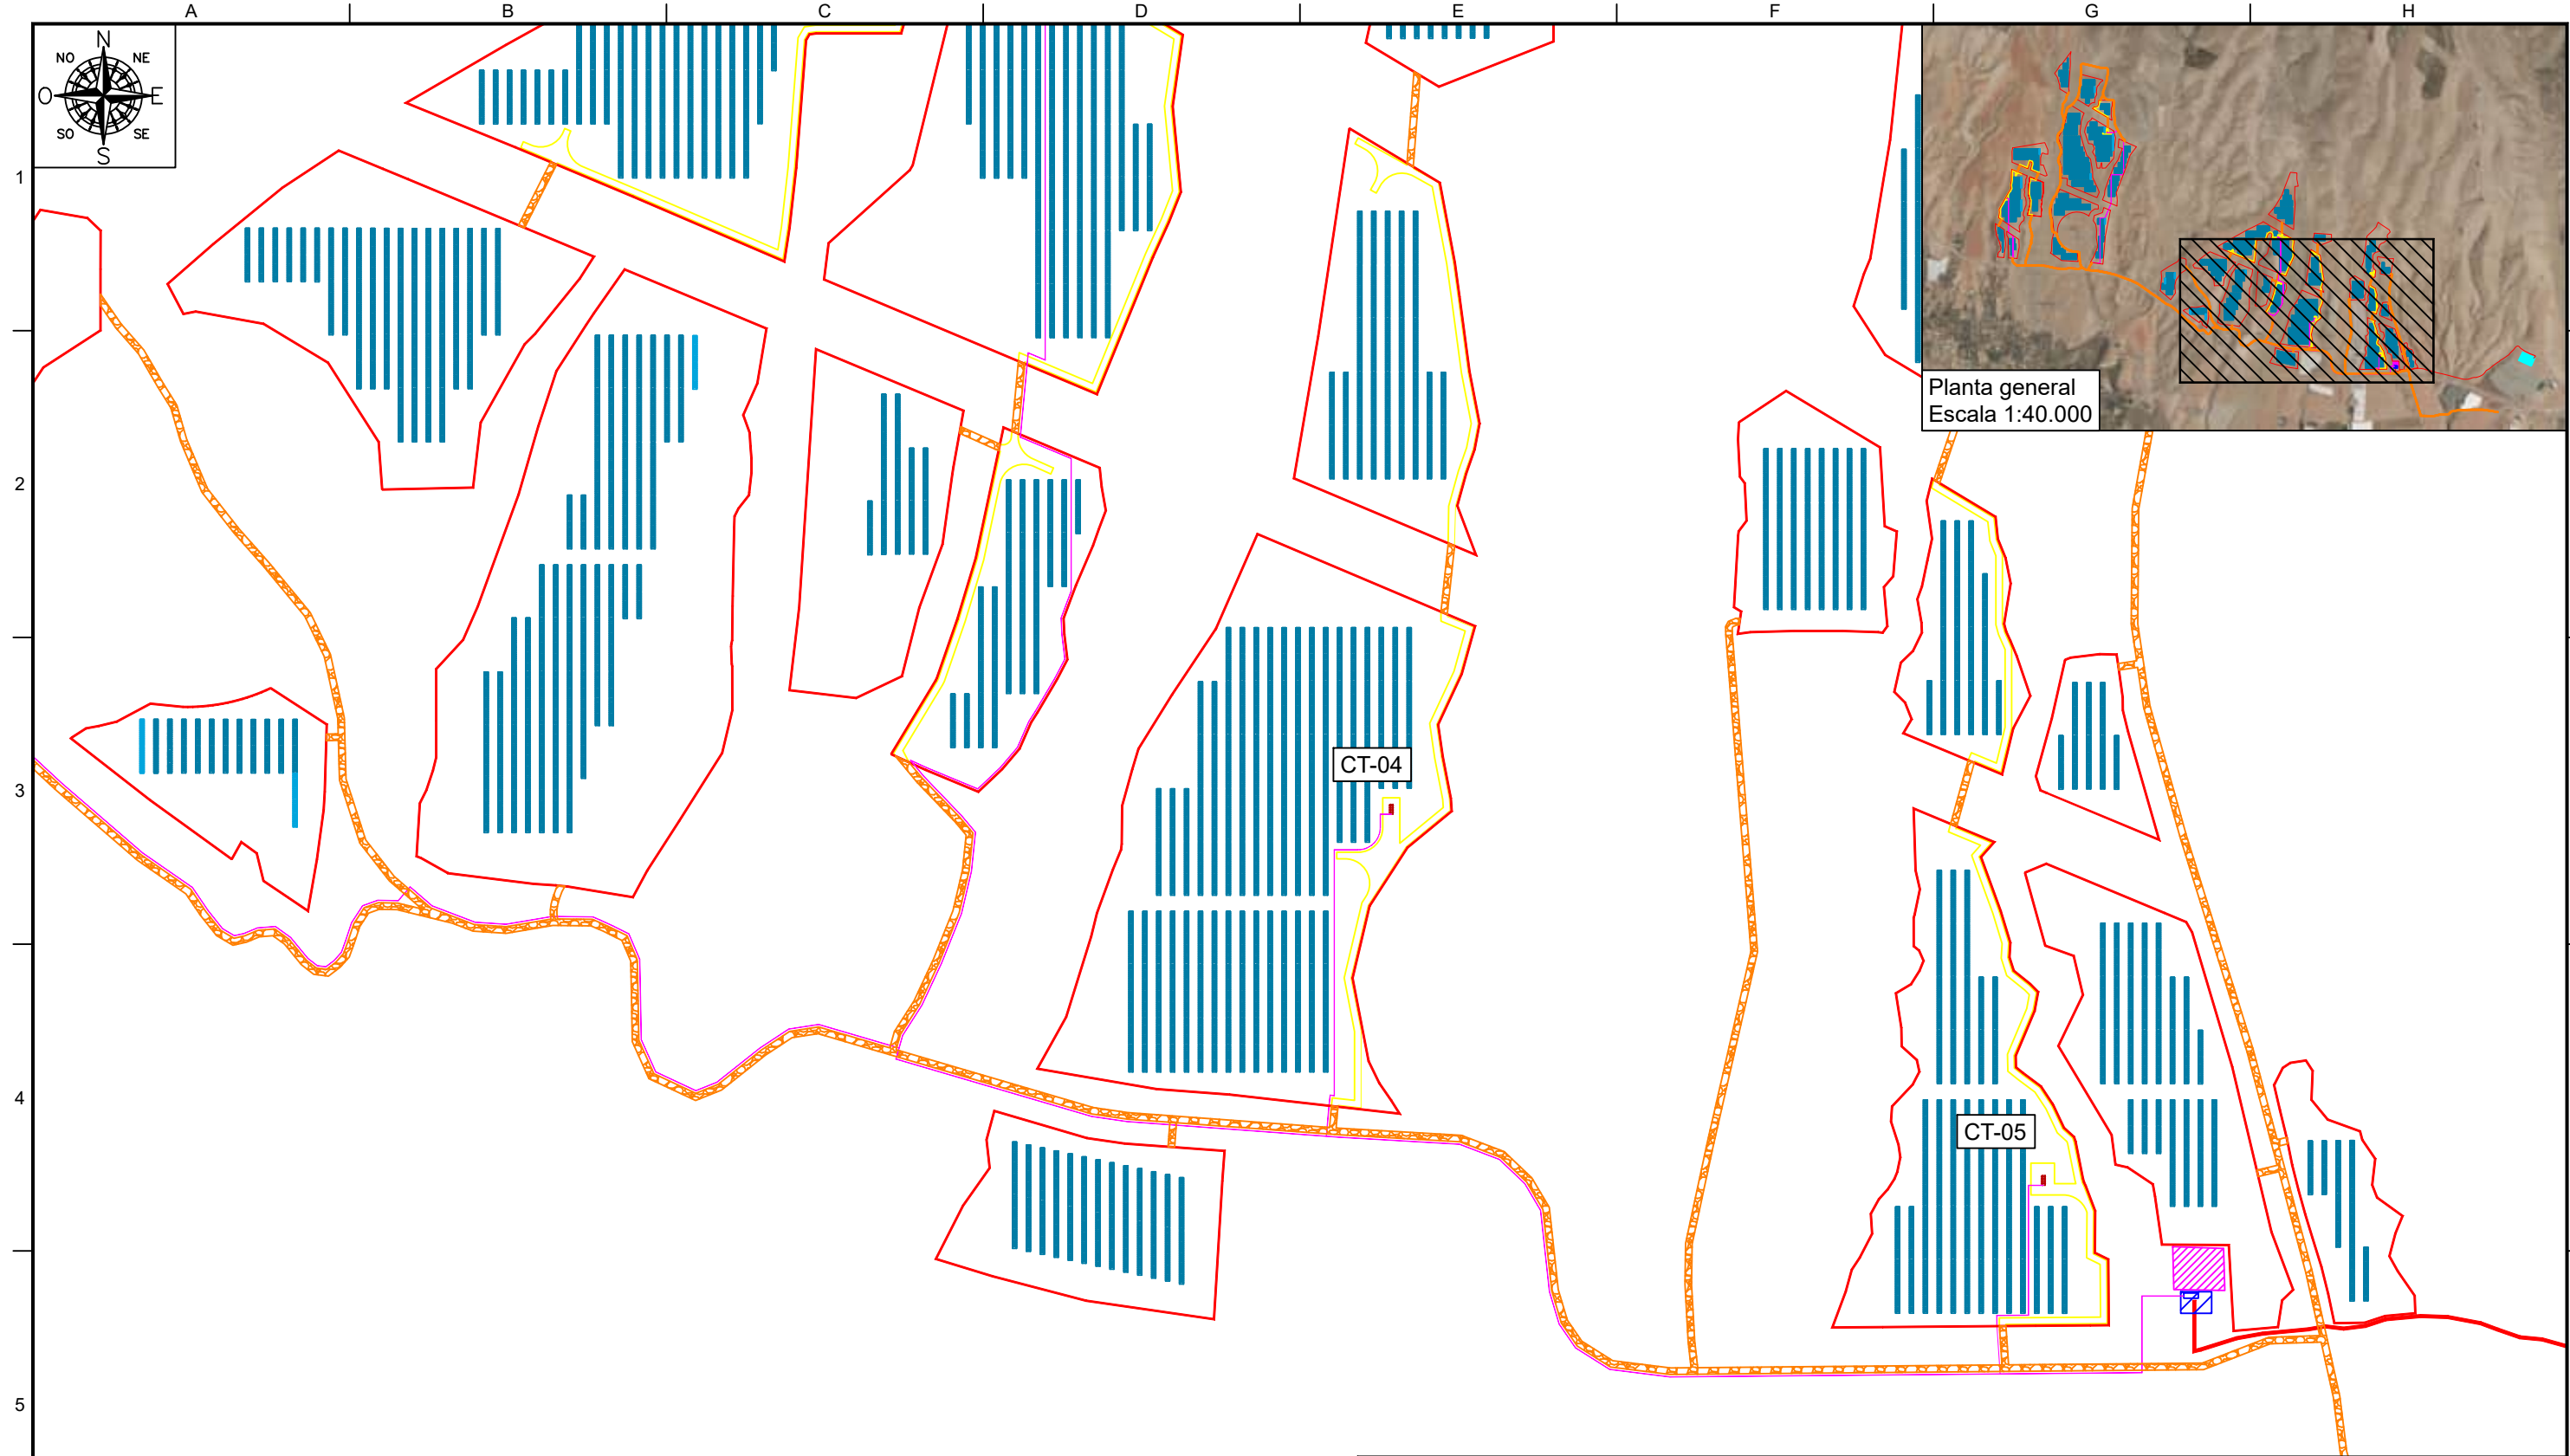 A B C D E F G H
N
NO NE
O E
SO SE
S
1
Planta general
Escala 1:40.000
2
CT-04
3
4
CT-05
5